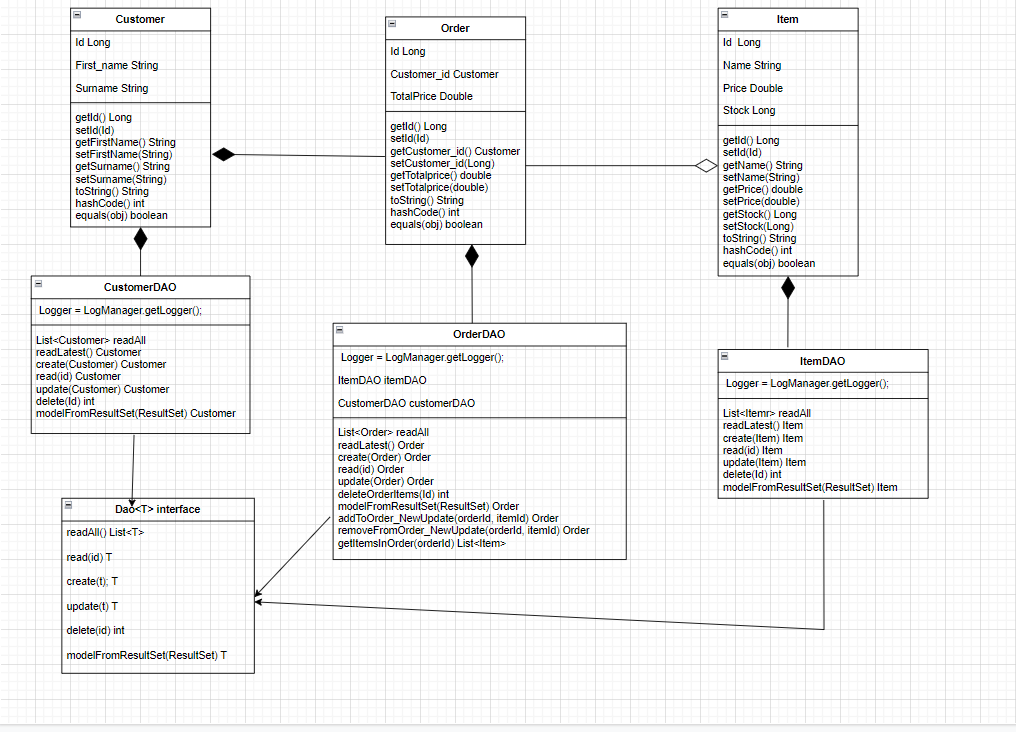 Customer
Id Long
First_name String
Surname String
getId() Long
setId(Id)
getFirstName() String
setFirstName(String)
getSurname() String
setSurname(String)
toString() String
hashCode() int
equals(obj) boolean
Order
Id Long
Customer_id Customer
TotalPrice Double
getId() Long
setId(Id)
getCustomer_id() Customer
setCustomer_id(Long)
getTotalprice() double
setTotalprice(double)
toString() String
hashCode() int
equals(obj) boolean
Item
Id Long
Name String
Price Double
Stock Long
getId() Long
setId(Id)
getName() String
setName(String)
getPrice() double
setPrice(double)
getStock() Long
setStock(Long)
toString() String
hashCode() int
equals(obj) boolean
CustomerDAO
Logger = LogManager.getLogger();
List<Customer> readAll
readLatest() Customer
create(Customer) Customer
read(id) Customer
update(Customer) Customer
delete(Id) int
modelFromResultSet(ResultSet) Customer
OrderDAO
Logger = LogManager.getLogger();
ItemDAO itemDAO
CustomerDAO customerDAO
List<Order> readAll
readLatest() Order
create(Order) Order
read(id) Order
update(Order) Order
deleteOrderItems(Id) int
modelFromResultSet(ResultSet) Order
addToOrder_NewUpdate(orderId, itemId) Order
removeFromOrder_NewUpdate(orderId, itemId) Order
getItemsInOrder(orderId) List<Item>
ItemDAO
Logger = LogManager.getLogger();
List<Itemr> readAll
readLatest() Item
create(Item) Item
read(id) Item
update(Item) Item
delete(Id) int
modelFromResultSet(ResultSet) Item
Dao<T> interface
readAll() List<T>
read(id) T
create(t); T
update(t) T
delete(id) int
modelFromResultSet(ResultSet) T